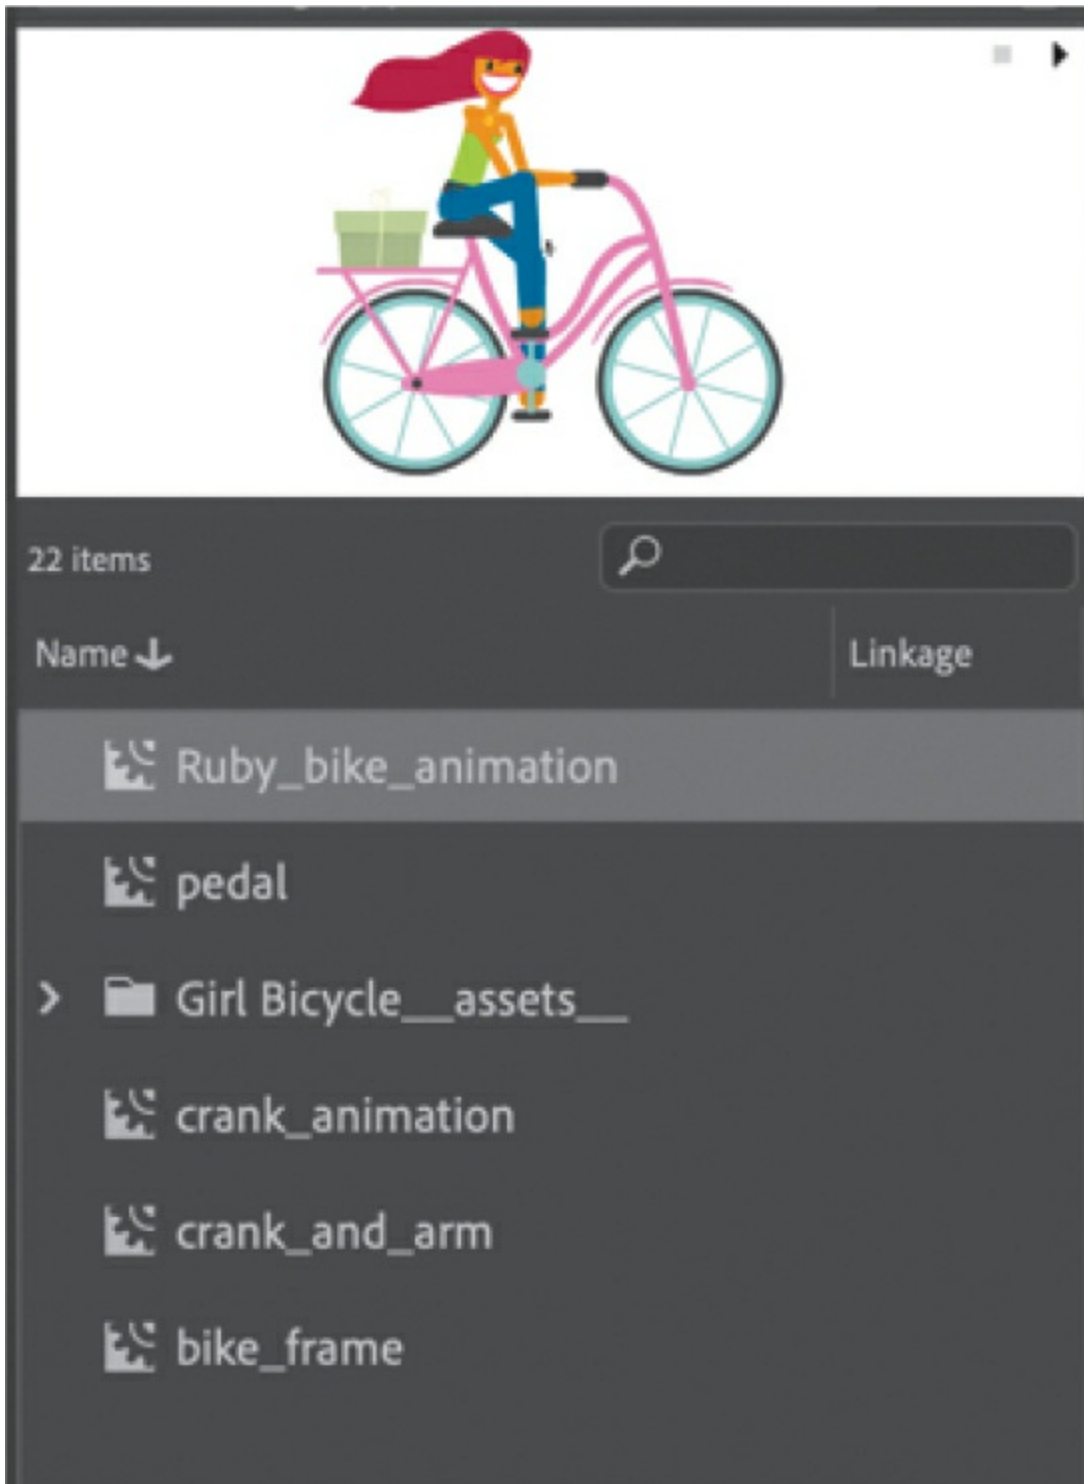 22 items
Name Linkage
Ruby_bike_animation
pedal
Girl Bicycle__assets__
crank_animation
crank_and_arm
bike_frame